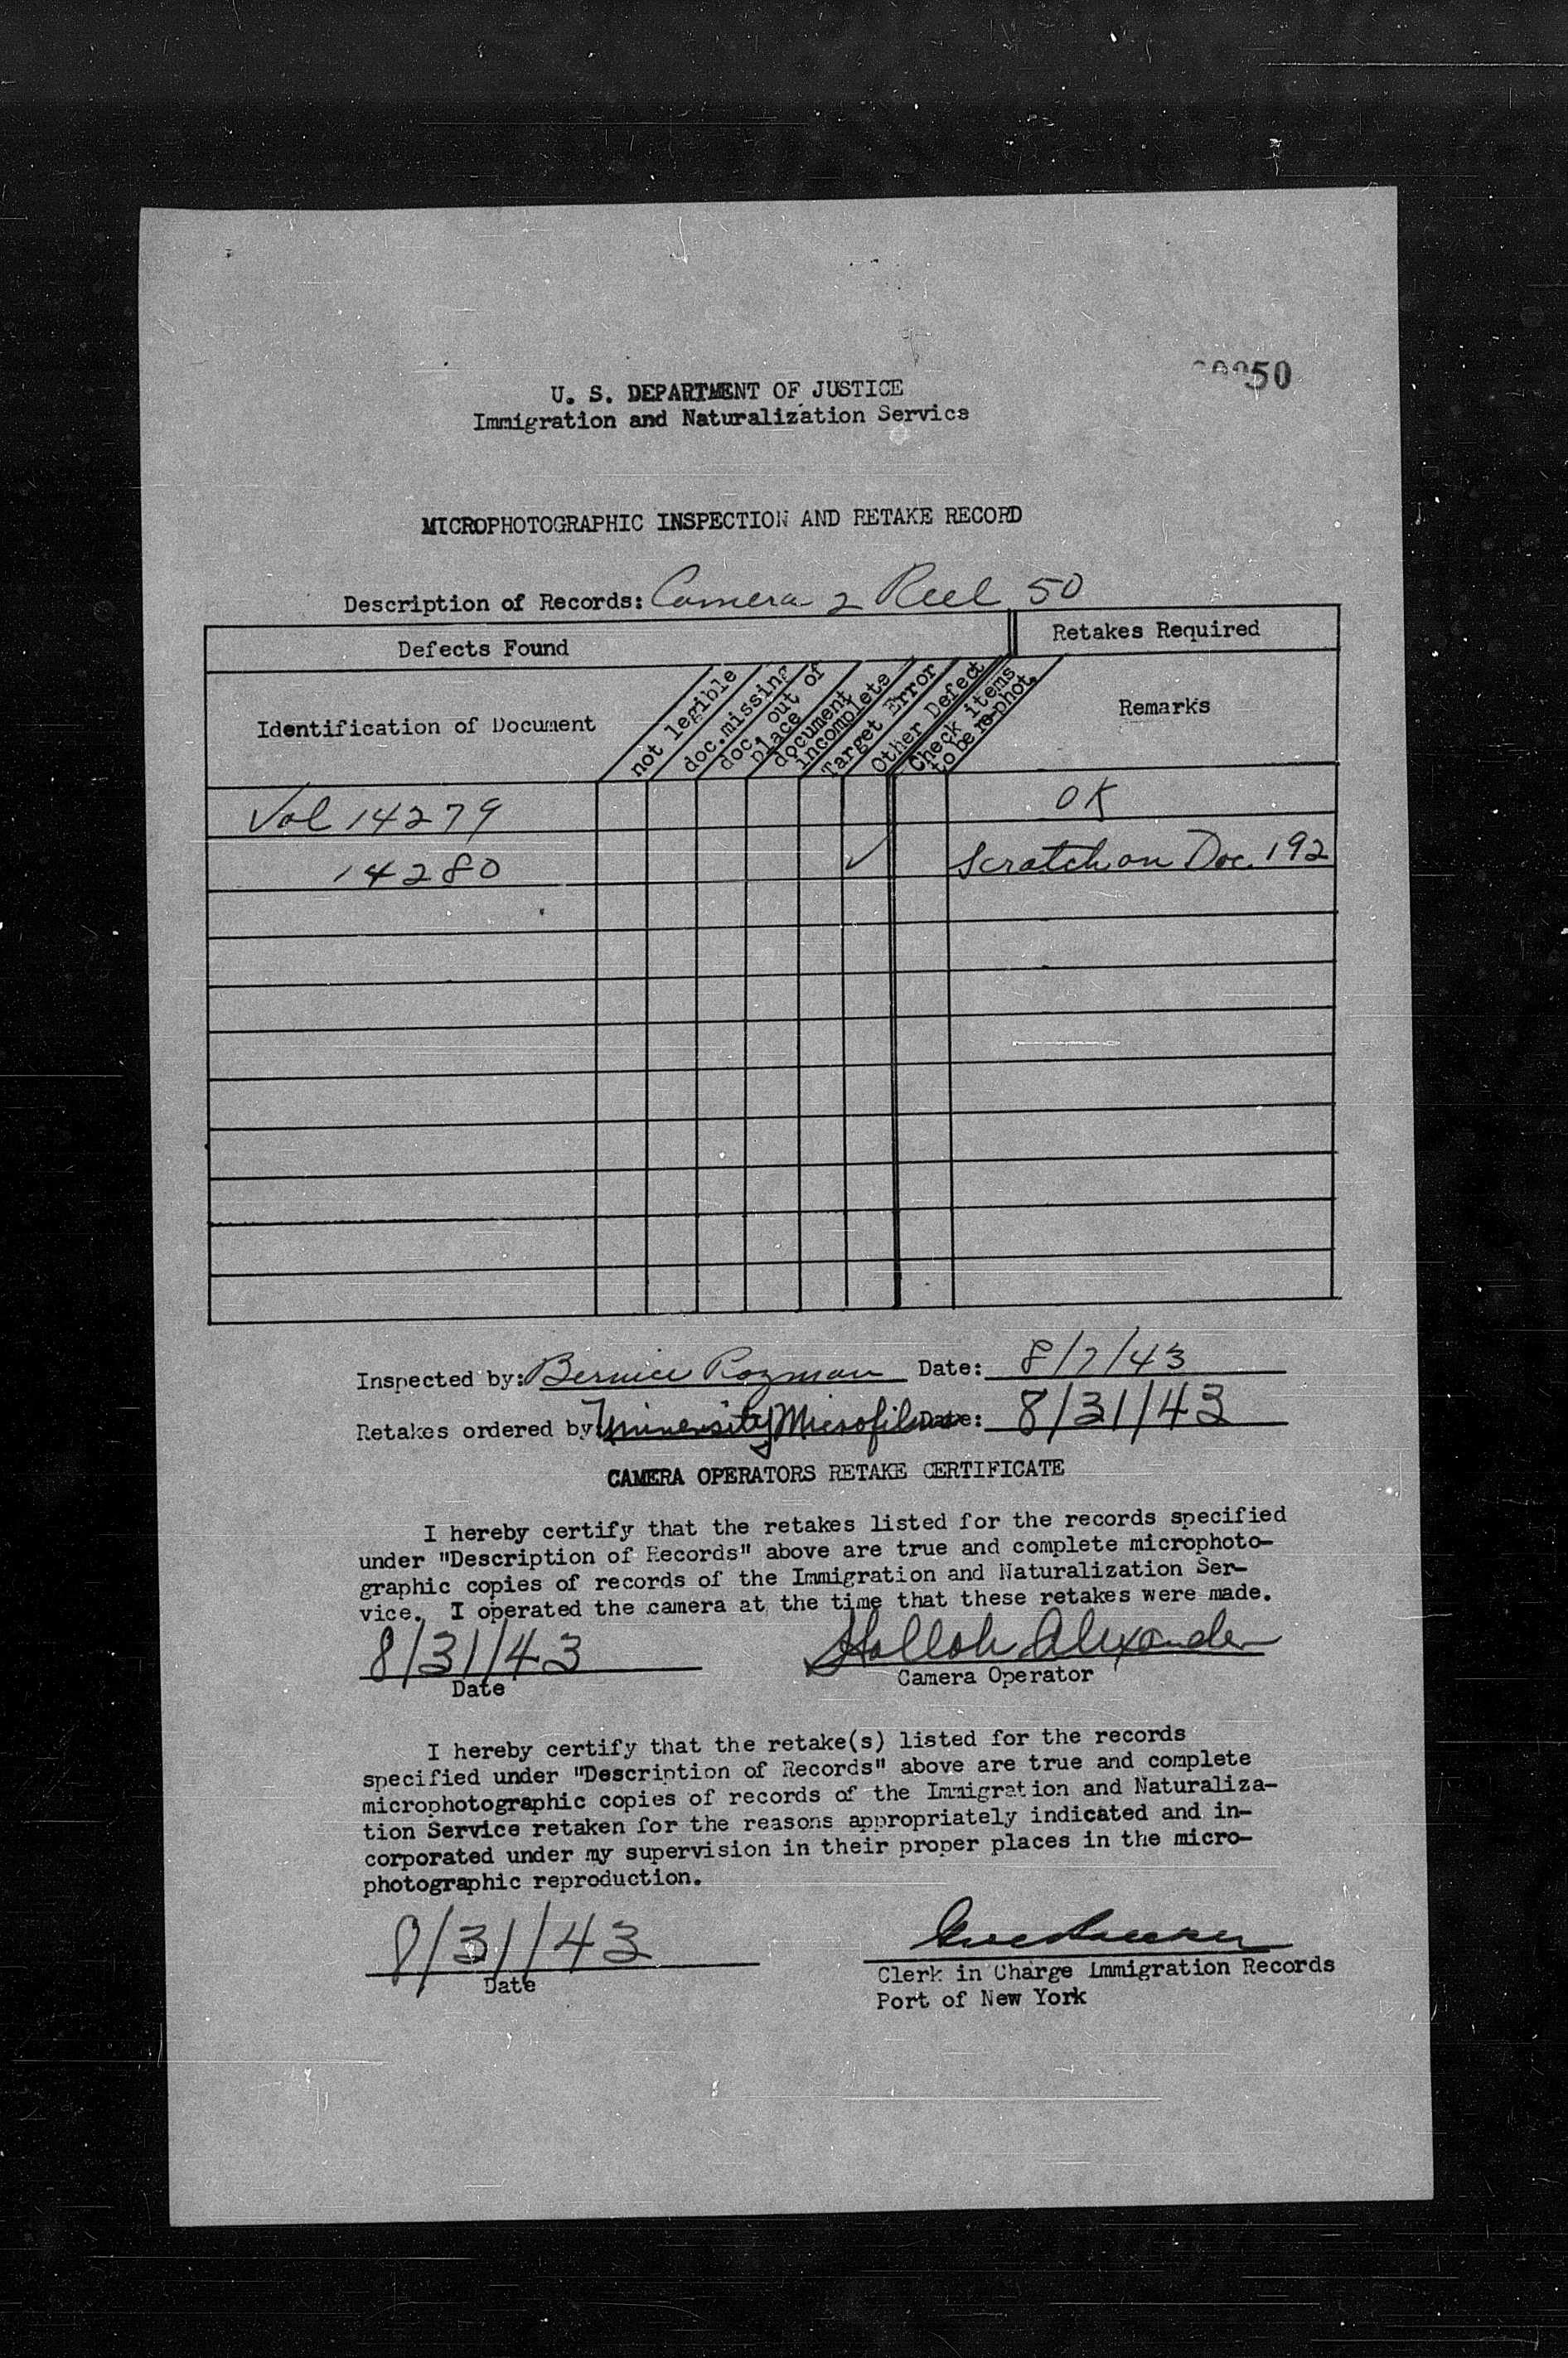 50
U. S. DEPARTMENT OF JUSTICE
Immigration and Naturalization Service
MICROPHOTOGRAPHIC INSPECTION AND RETAKE RECORD
Description of Records: Camera 2 Reel 50
Defects Found
Retakes Required
Identification of Document
not legible
doc. missing
doc. out of
place
document
incomplete
Target Error
Other Defect
Check items
to be re-phot.
Remarks
Vol 14279 OK
14280 ✓ Scratch on Doc. 192
Inspected by: Bernice Rozman Date: 8/7/43
Retakes ordered by University Microfilms Date: 8/31/43
CAMERA OPERATORS RETAKE CERTIFICATE
I hereby certify that the retakes listed for the records specified
under "Description of Records" above are true and complete microphoto-
graphic copies of records of the Immigration and Naturalization Ser-
vice. I operated the camera at the time that these retakes were made.
8/31/43 Alexander
Date Camera Operator
I hereby certify that the retake(s) listed for the records
specified under "Description of Records" above are true and complete
microphotographic copies of records of the Immigration and Naturaliza-
tion Service retaken for the reasons appropriately indicated and in-
corporated under my supervision in their proper places in the micro-
photographic reproduction.
8/31/43
Date
Clerk in Charge Immigration Records
Port of New York